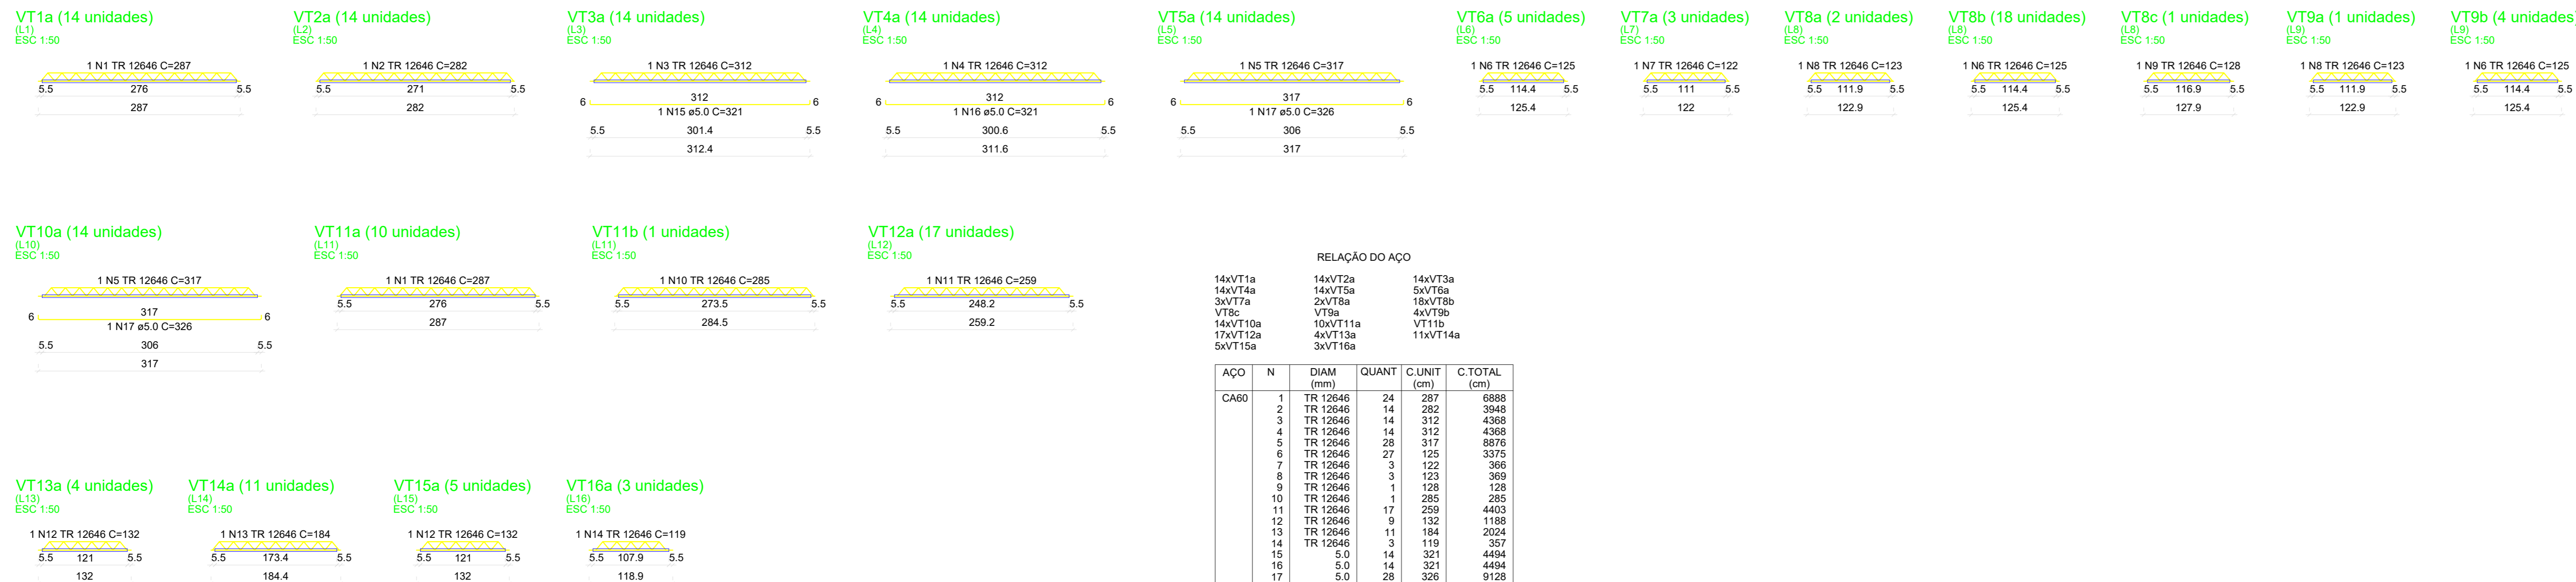 VT1a (14 unidades)
(L1)
ESC 1:50
1 N1 TR 12646 C=287
5.5 276 5.5
287
VT2a (14 unidades)
(L2)
ESC 1:50
1 N2 TR 12646 C=282
5.5 271 5.5
282
VT3a (14 unidades)
(L3)
ESC 1:50
1 N3 TR 12646 C=312
312
6 6
1 N15 ø5.0 C=321
5.5 301.4 5.5
312.4
VT4a (14 unidades)
(L4)
ESC 1:50
1 N4 TR 12646 C=312
312
6 6
1 N16 ø5.0 C=321
5.5 300.6 5.5
311.6
VT5a (14 unidades)
(L5)
ESC 1:50
1 N5 TR 12646 C=317
317
6 6
1 N17 ø5.0 C=326
5.5 306 5.5
317
VT6a (5 unidades)
(L6)
ESC 1:50
1 N6 TR 12646 C=125
5.5 114.4 5.5
125.4
VT7a (3 unidades)
(L7)
ESC 1:50
1 N7 TR 12646 C=122
5.5 111 5.5
122
VT8a (2 unidades)
(L8)
ESC 1:50
1 N8 TR 12646 C=123
5.5 111.9 5.5
122.9
VT8b (18 unidades)
(L8)
ESC 1:50
1 N6 TR 12646 C=125
5.5 114.4 5.5
125.4
VT8c (1 unidades)
(L8)
ESC 1:50
1 N9 TR 12646 C=128
5.5 116.9 5.5
127.9
VT9a (1 unidades)
(L9)
ESC 1:50
1 N8 TR 12646 C=123
5.5 111.9 5.5
122.9
VT9b (4 unidades
(L9)
ESC 1:50
1 N6 TR 12646 C=125
5.5 114.4 5.5
125.4
VT10a (14 unidades)
(L10)
ESC 1:50
1 N5 TR 12646 C=317
317
6 6
1 N17 ø5.0 C=326
5.5 306 5.5
317
VT11a (10 unidades)
(L11)
ESC 1:50
1 N1 TR 12646 C=287
5.5 276 5.5
287
VT11b (1 unidades)
(L11)
ESC 1:50
1 N10 TR 12646 C=285
5.5 273.5 5.5
284.5
VT12a (17 unidades)
(L12)
ESC 1:50
1 N11 TR 12646 C=259
5.5 248.2 5.5
259.2
VT13a (4 unidades)
(L13)
ESC 1:50
1 N12 TR 12646 C=132
5.5 121 5.5
132
VT14a (11 unidades)
(L14)
ESC 1:50
1 N13 TR 12646 C=184
5.5 173.4 5.5
184.4
VT15a (5 unidades)
(L15)
ESC 1:50
1 N12 TR 12646 C=132
5.5 121 5.5
132
VT16a (3 unidades)
(L16)
ESC 1:50
1 N14 TR 12646 C=119
5.5 107.9 5.5
118.9
RELAÇÃO DO AÇO
14xVT1a 14xVT2a 14xVT3a
14xVT4a 14xVT5a 5xVT6a
3xVT7a 2xVT8a 18xVT8b
VT8c VT9a 4xVT9b
14xVT10a 10xVT11a VT11b
17xVT12a 4xVT13a 11xVT14a
5xVT15a 3xVT16a
AÇO N DIAM QUANT C.UNIT C.TOTAL
(mm) (cm) (cm)
CA60 1 TR 12646 24 287 6888
2 TR 12646 14 282 3948
3 TR 12646 14 312 4368
4 TR 12646 14 312 4368
5 TR 12646 28 317 8876
6 TR 12646 27 125 3375
7 TR 12646 3 122 366
8 TR 12646 3 123 369
9 TR 12646 1 128 128
10 TR 12646 1 285 285
11 TR 12646 17 259 4403
12 TR 12646 9 132 1188
13 TR 12646 11 184 2024
14 TR 12646 3 119 357
15 5.0 14 321 4494
16 5.0 14 321 4494
17 5.0 28 326 9128